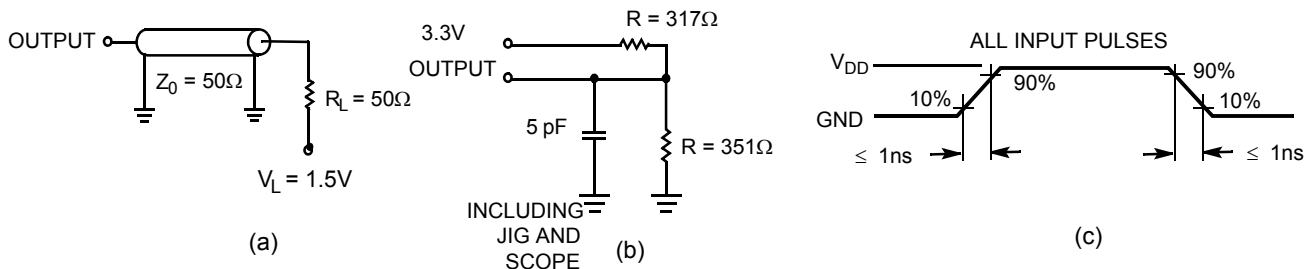 OUTPUT
Z0 = 50Ω
RL = 50Ω
VL = 1.5V
(a)
R = 317Ω
3.3V
OUTPUT
5 pF
R = 351Ω
INCLUDING
JIG AND
SCOPE
(b)
ALL INPUT PULSES
VDD
90%
90%
10%
10%
GND
≤ 1ns
≤ 1ns
(c)